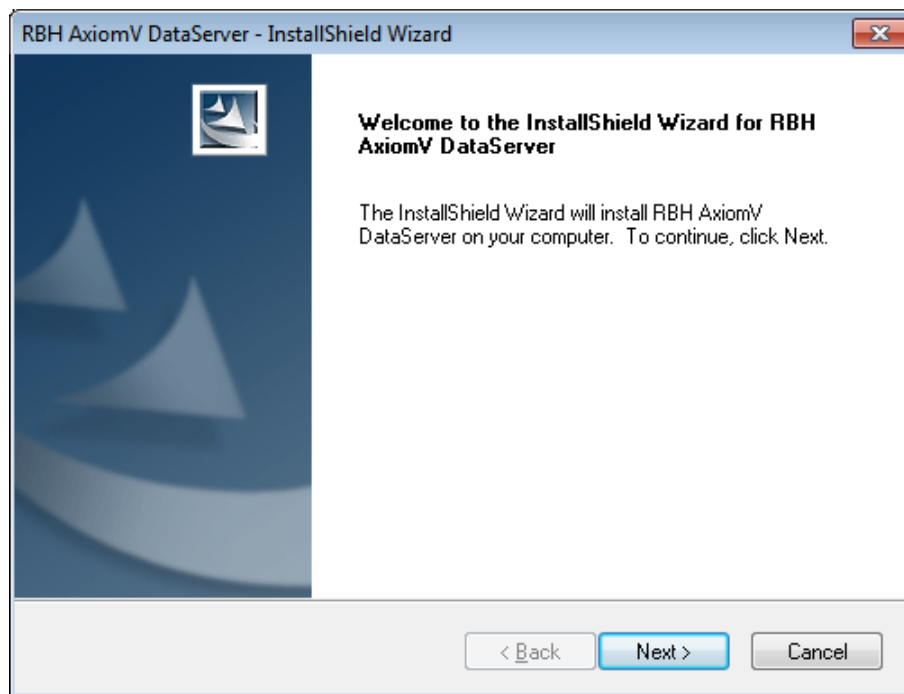 RBH AxiomV DataServer - InstallShield Wizard
Welcome to the InstallShield Wizard for RBH
AxiomV DataServer
The InstallShield Wizard will install RBH AxiomV
DataServer on your computer.  To continue, click Next.
< Back
Next >
Cancel